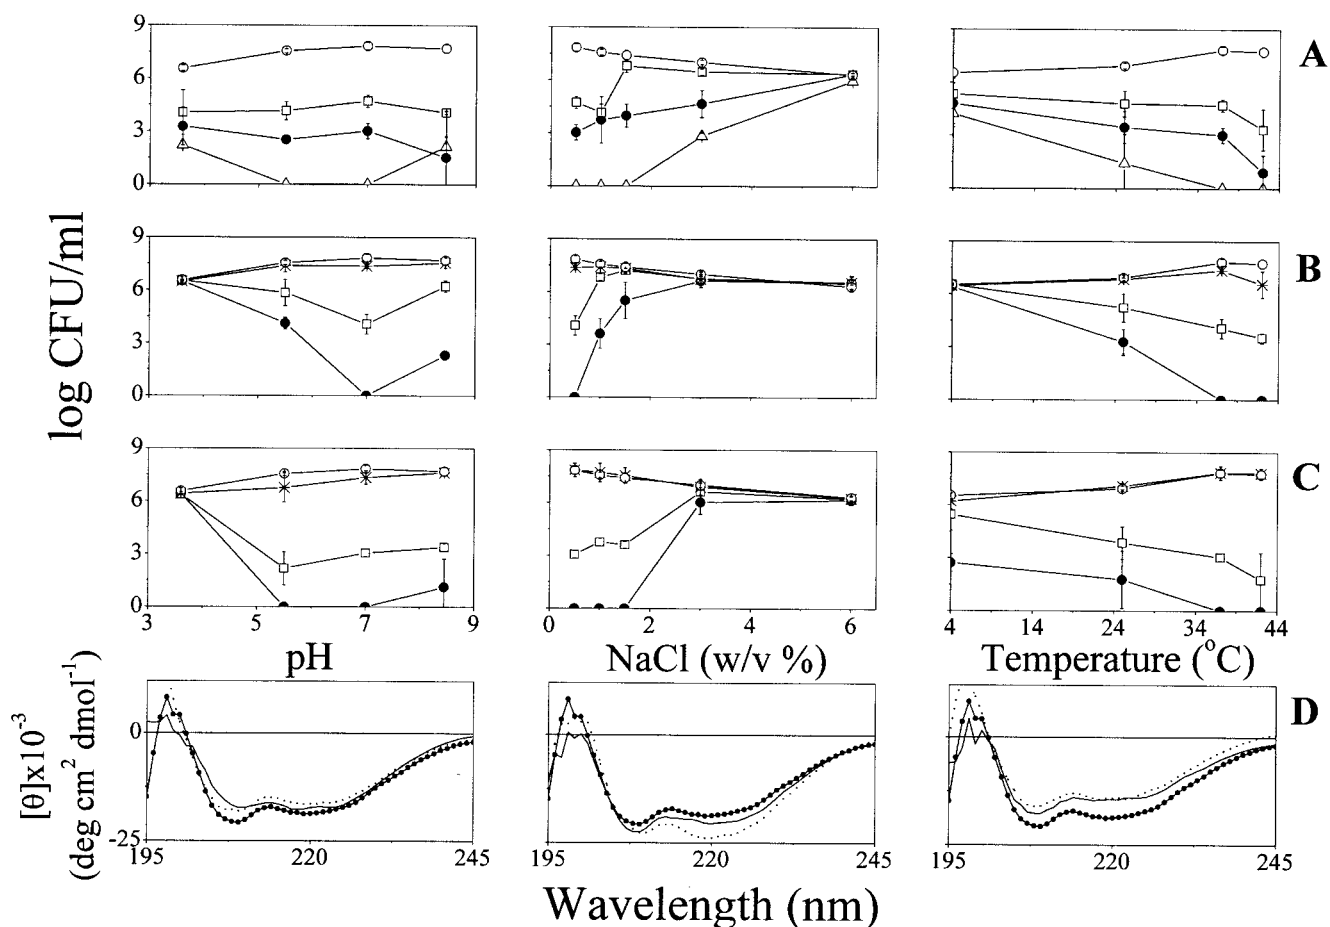 9
6
3
0
A
9
6
3
0
B
log CFU/ml
9
6
3
0
C
3 5 7 9
0 2 4 6
4 14 24 34 44
pH
NaCl (w/v %)
Temperature (°C)
[θ]x10⁻³
(deg cm² dmol⁻¹)
0
-25
D
195 220 245
195 220 245
195 220 245
Wavelength (nm)